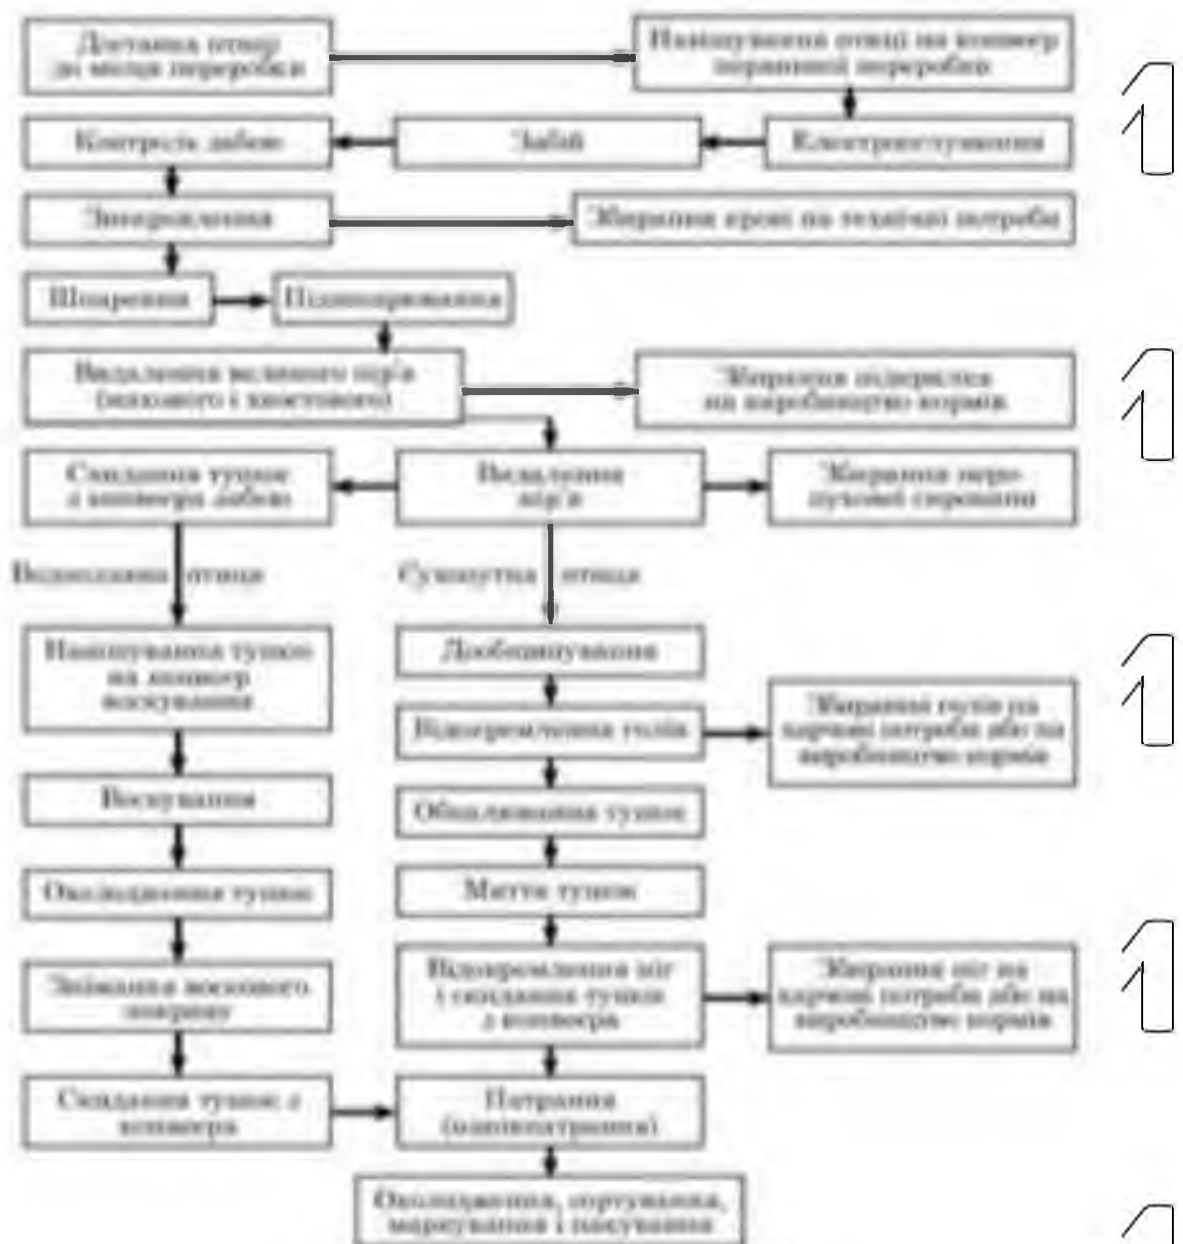 Доставка птиці
до місця переробки
Навішування птиці на конвеєр
первинної переробки
Контроль забою
Забій
Електрооглушення
Знекровлення
Збирання крові на технічні потреби
Шпарення
Підшпарювання
Видалення великого пір'я
(махового і хвостового)
Збирання
на виробництво кормів
Скидання тушок
з конвеєра забою
Видалення
пір'я
Збирання перо-
пухової сировини
Водоплавна птиця
Сухопутна птиця
Навішування тушок
на конвеєр
воскування
Дообщипування
Відокремлення голів
Збирання голів на
харчові потреби або на
виробництво кормів
Воскування
Обпалювання тушок
Охолодження тушок
Миття тушок
Знімання воскового
покриву
Відокремлення ніг
і скидання тушок
з конвеєра
Збирання ніг на
харчові потреби або на
виробництво кормів
Скидання тушок з
конвеєра
Патрання
(напівпатрання)
Охолодження, сортування,
маркування і пакування